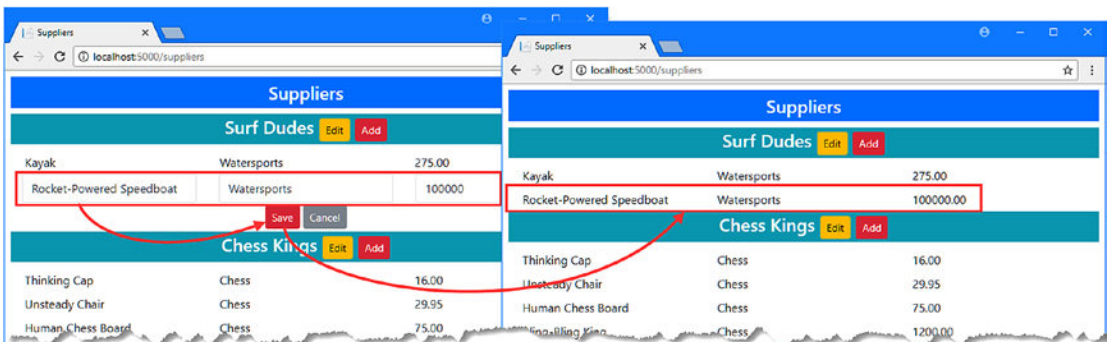 Suppliers
localhost:5000/suppliers
Suppliers
Surf Dudes Edit Add
Kayak Watersports 275.00
Rocket-Powered Speedboat Watersports 100000
Save Cancel
Chess Kings Edit Add
Thinking Cap Chess 16.00
Unsteady Chair Chess 29.95
Human Chess Board Chess 75.00
Suppliers
localhost:5000/suppliers
Suppliers
Surf Dudes Edit Add
Kayak Watersports 275.00
Rocket-Powered Speedboat Watersports 100000.00
Chess Kings Edit Add
Thinking Cap Chess 16.00
Unsteady Chair Chess 29.95
Human Chess Board Chess 75.00
Bling-Bling King Chess 1200.00